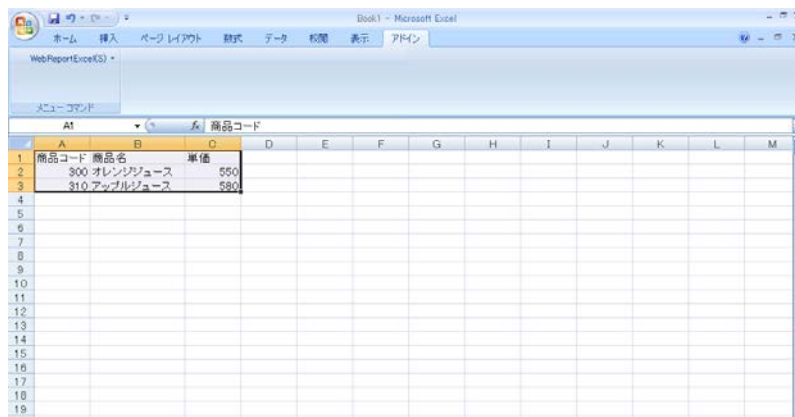 Book1 - Microsoft Excel
ホーム 挿入 ページ レイアウト 数式 データ 校閲 表示 アドイン
WebReportExcel(S)
メニュー コマンド
A1 fx 商品コード
A B C D E F G H I J K L M
1 商品コード 商品名 単価
2 300 オレンジジュース 550
3 310 アップルジュース 580
4
5
6
7
8
9
10
11
12
13
14
15
16
17
18
19